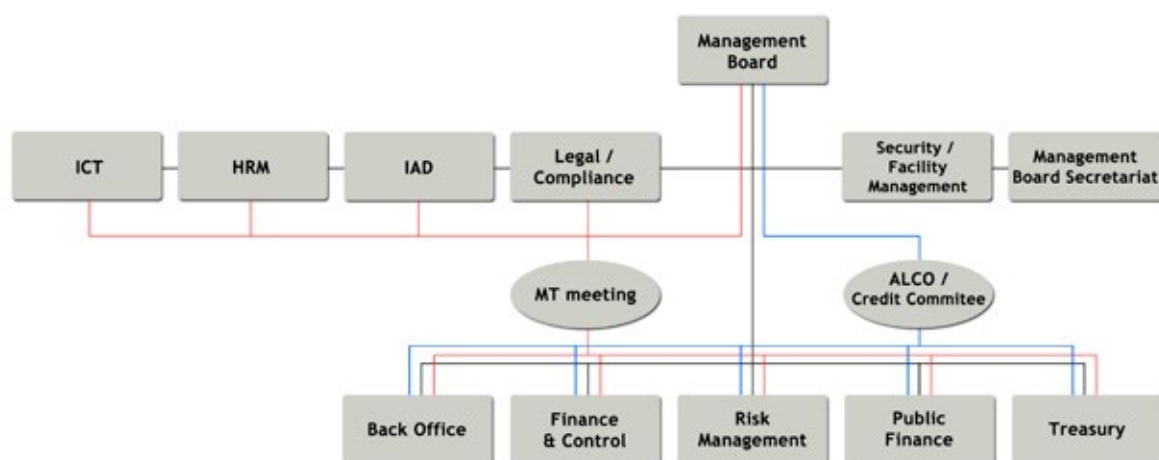 Management
Board
ICT
HRM
IAD
Legal /
Compliance
Security /
Facility
Management
Management
Board Secretariat
MT meeting
ALCO /
Credit Commitee
Back Office
Finance
& Control
Risk
Management
Public
Finance
Treasury